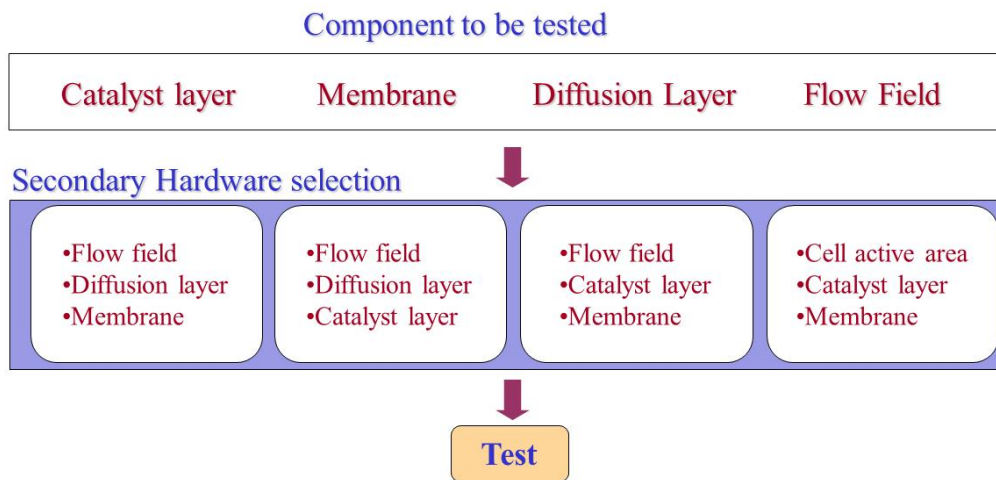 Component to be tested
Catalyst layer Membrane Diffusion Layer Flow Field
Secondary Hardware selection
•Flow field
•Diffusion layer
•Membrane
•Flow field
•Diffusion layer
•Catalyst layer
•Flow field
•Catalyst layer
•Membrane
•Cell active area
•Catalyst layer
•Membrane
Test